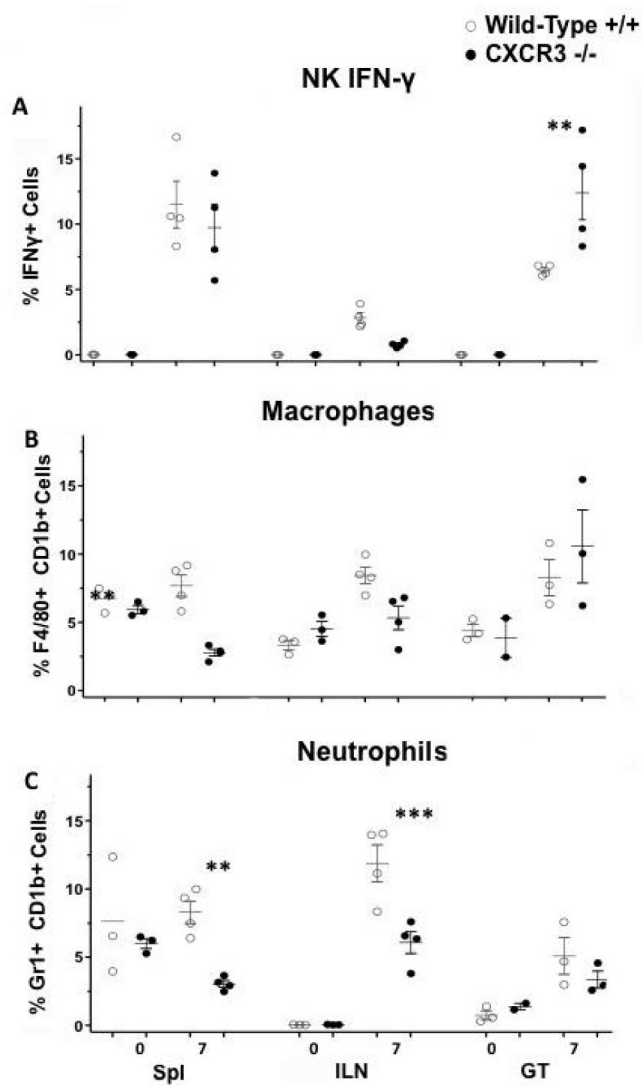 ○ Wild-Type +/+
● CXCR3 -/-
NK IFN-γ
A
**
15
10
5
0
% IFNγ+ Cells
Macrophages
B
15
10
**
5
0
% F4/80+ CD1b+ Cells
Neutrophils
C
15
***
**
10
5
0
% Gr1+ CD1b+ Cells
0 7 0 7 0 7
Spl ILN GT